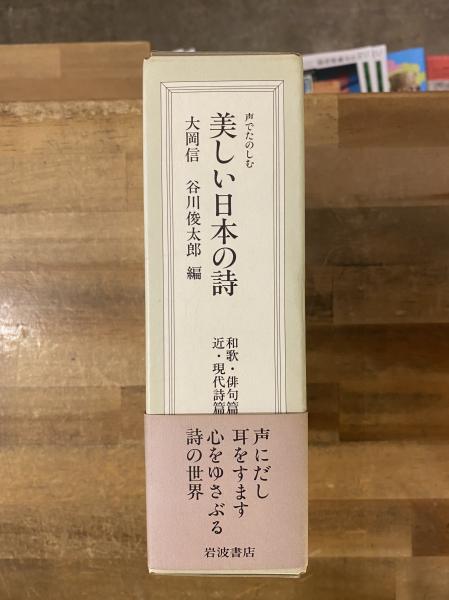 声でたのしむ
美しい日本の詩
大岡信 谷川俊太郎 編
和歌・俳句篇
近・現代詩篇
声にだし
耳をすます
心をゆさぶる
詩の世界
岩波書店